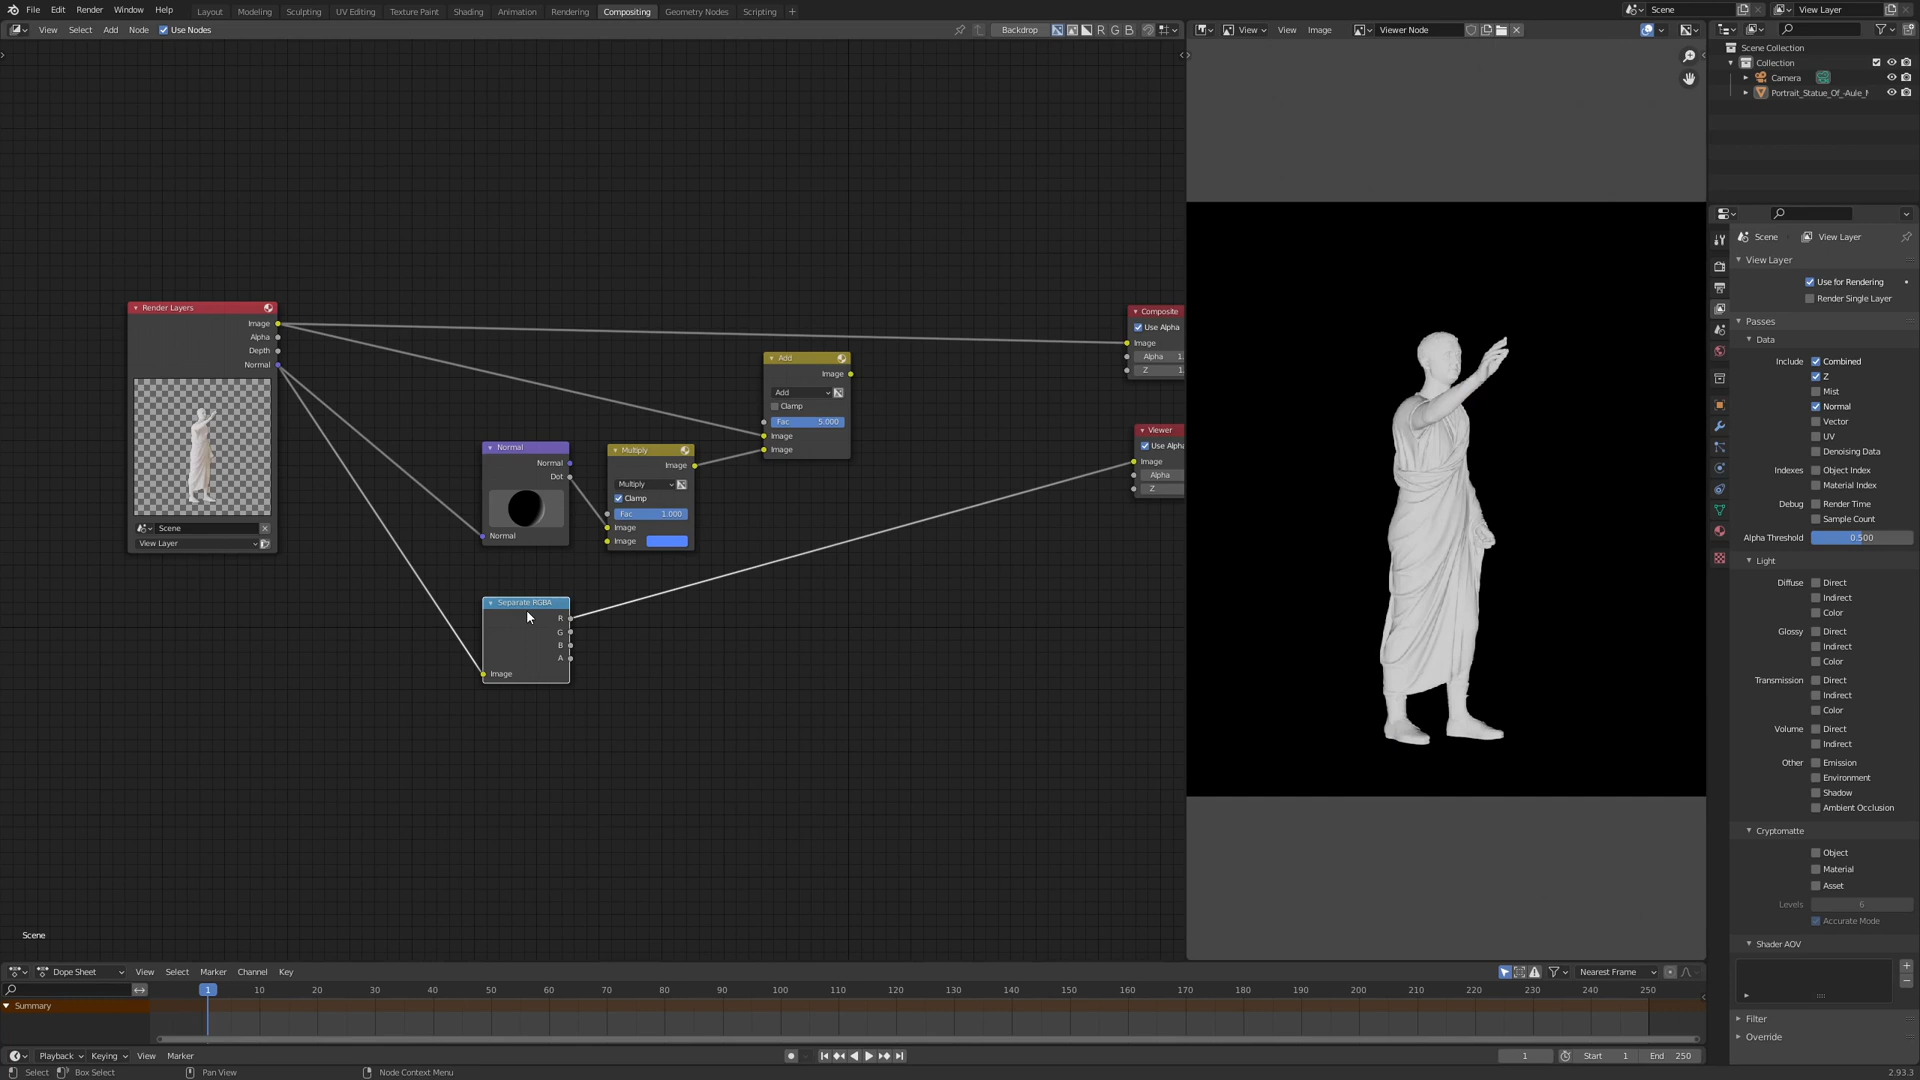 File Edit Render Window Help Layout Modeling Sculpting UV Editing Texture Paint Shading Animation Rendering Compositing Geometry Nodes Scripting + Scene View Layer
View Select Add Node Use Nodes Backdrop R G B View View Image Viewer Node
Scene Collection
Collection
Camera
Portrait_Statue_Of_-Aule_
Scene View Layer
View Layer
Use for Rendering
Render Single Layer
Passes
Data
Include Combined
Z
Mist
Normal
Vector
UV
Denoising Data
Indexes Object Index
Material Index
Debug Render Time
Sample Count
Alpha Threshold 0.500
Light
Diffuse Direct
Indirect
Color
Glossy Direct
Indirect
Color
Transmission Direct
Indirect
Color
Volume Direct
Indirect
Other Emission
Environment
Shadow
Ambient Occlusion
Cryptomatte
Object
Material
Asset
Levels 6
Accurate Mode
Shader AOV
Filter
Override
Render Layers
Image
Alpha
Depth
Normal
Scene
View Layer
Normal
Normal
Dot
Normal
Multiply
Image
Multiply
Clamp
Fac 1.000
Image
Image
Add
Image
Add
Clamp
Fac 5.000
Image
Image
Separate RGBA
R
G
B
A
Image
Composite
Use Alpha
Image
Alpha 1.
Z 1.
Viewer
Use Alpha
Image
Alpha
Z
Scene
Dope Sheet View Select Marker Channel Key Nearest Frame
1 10 20 30 40 50 60 70 80 90 100 110 120 130 140 150 160 170 180 190 200 210 220 230 240 250
Summary
Playback Keying View Marker 1 Start 1 End 250
Select Box Select Pan View Node Context Menu 2.93.3